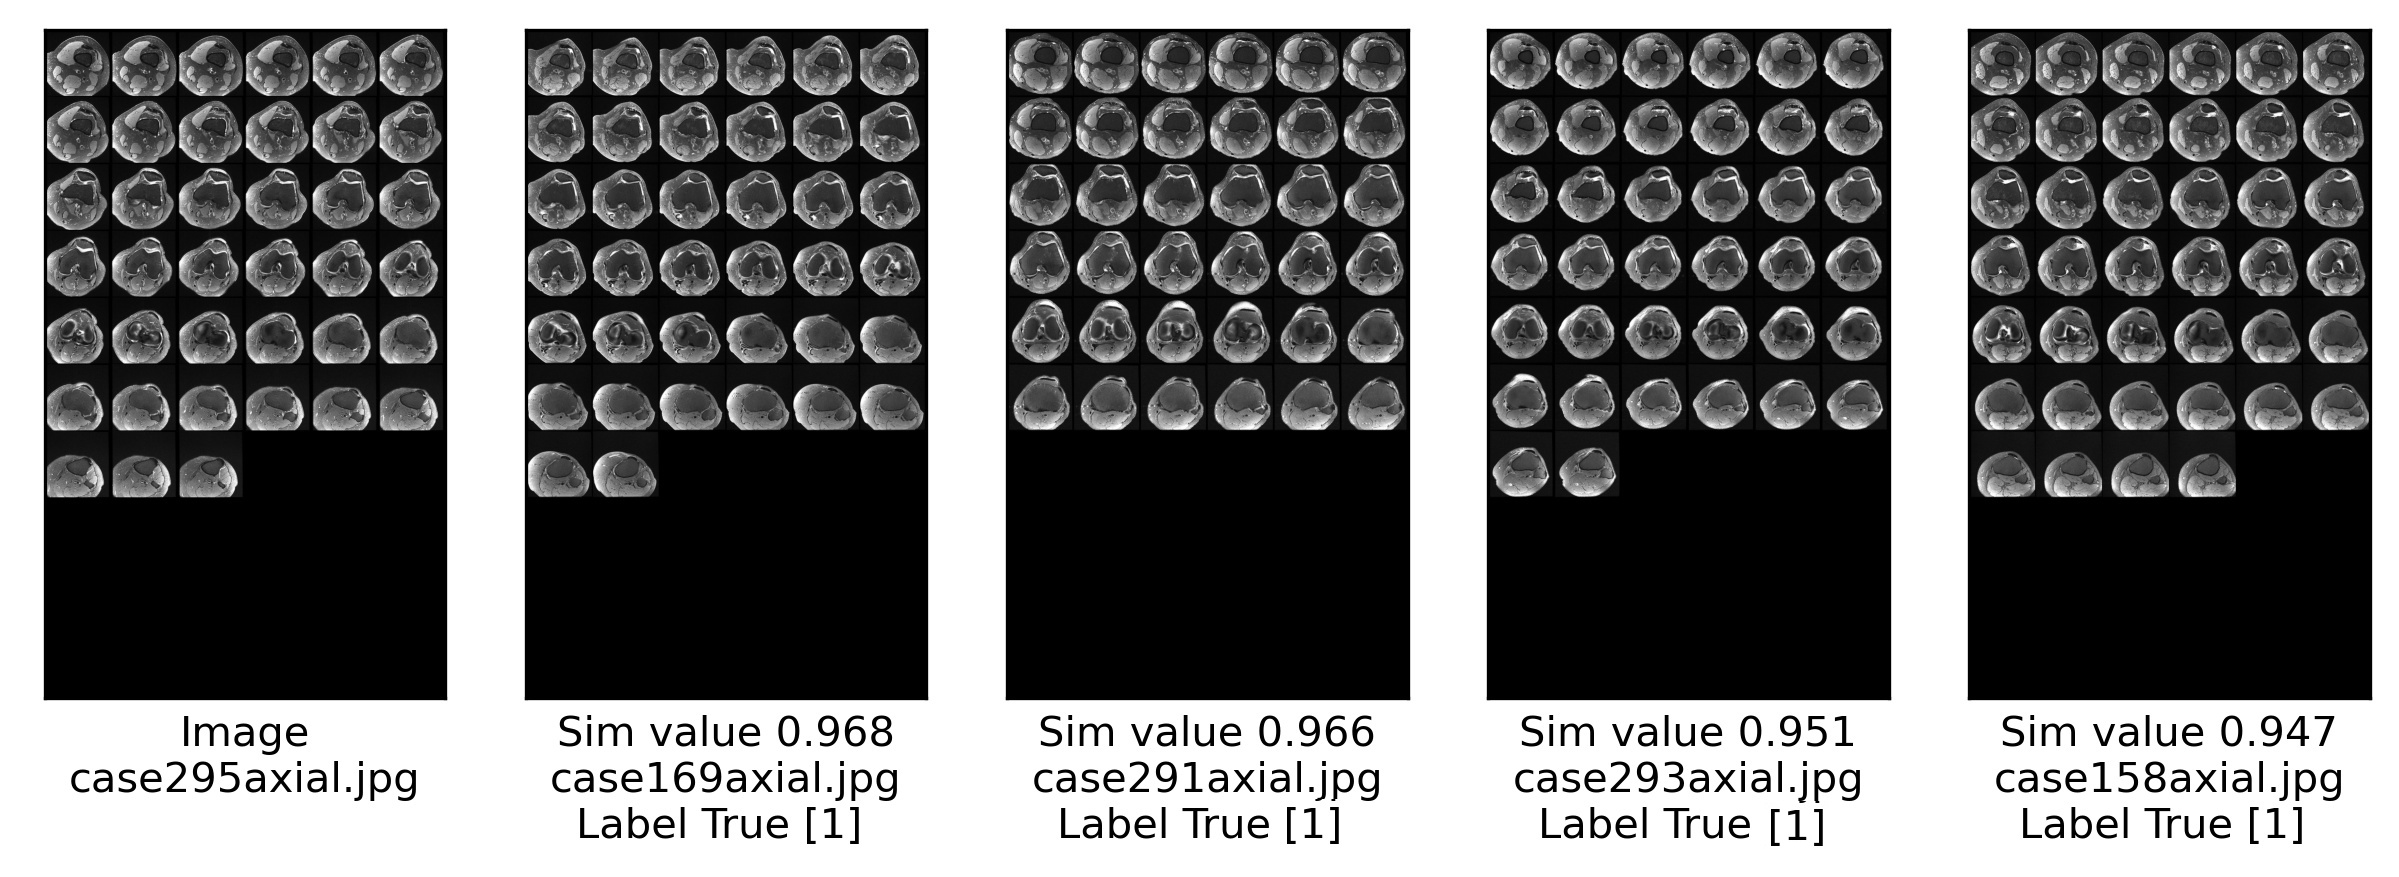 Image
case295axial.jpg
Sim value 0.968
case169axial.jpg
Label True [1]
Sim value 0.966
case291axial.jpg
Label True [1]
Sim value 0.951
case293axial.jpg
Label True [1]
Sim value 0.947
case158axial.jpg
Label True [1]